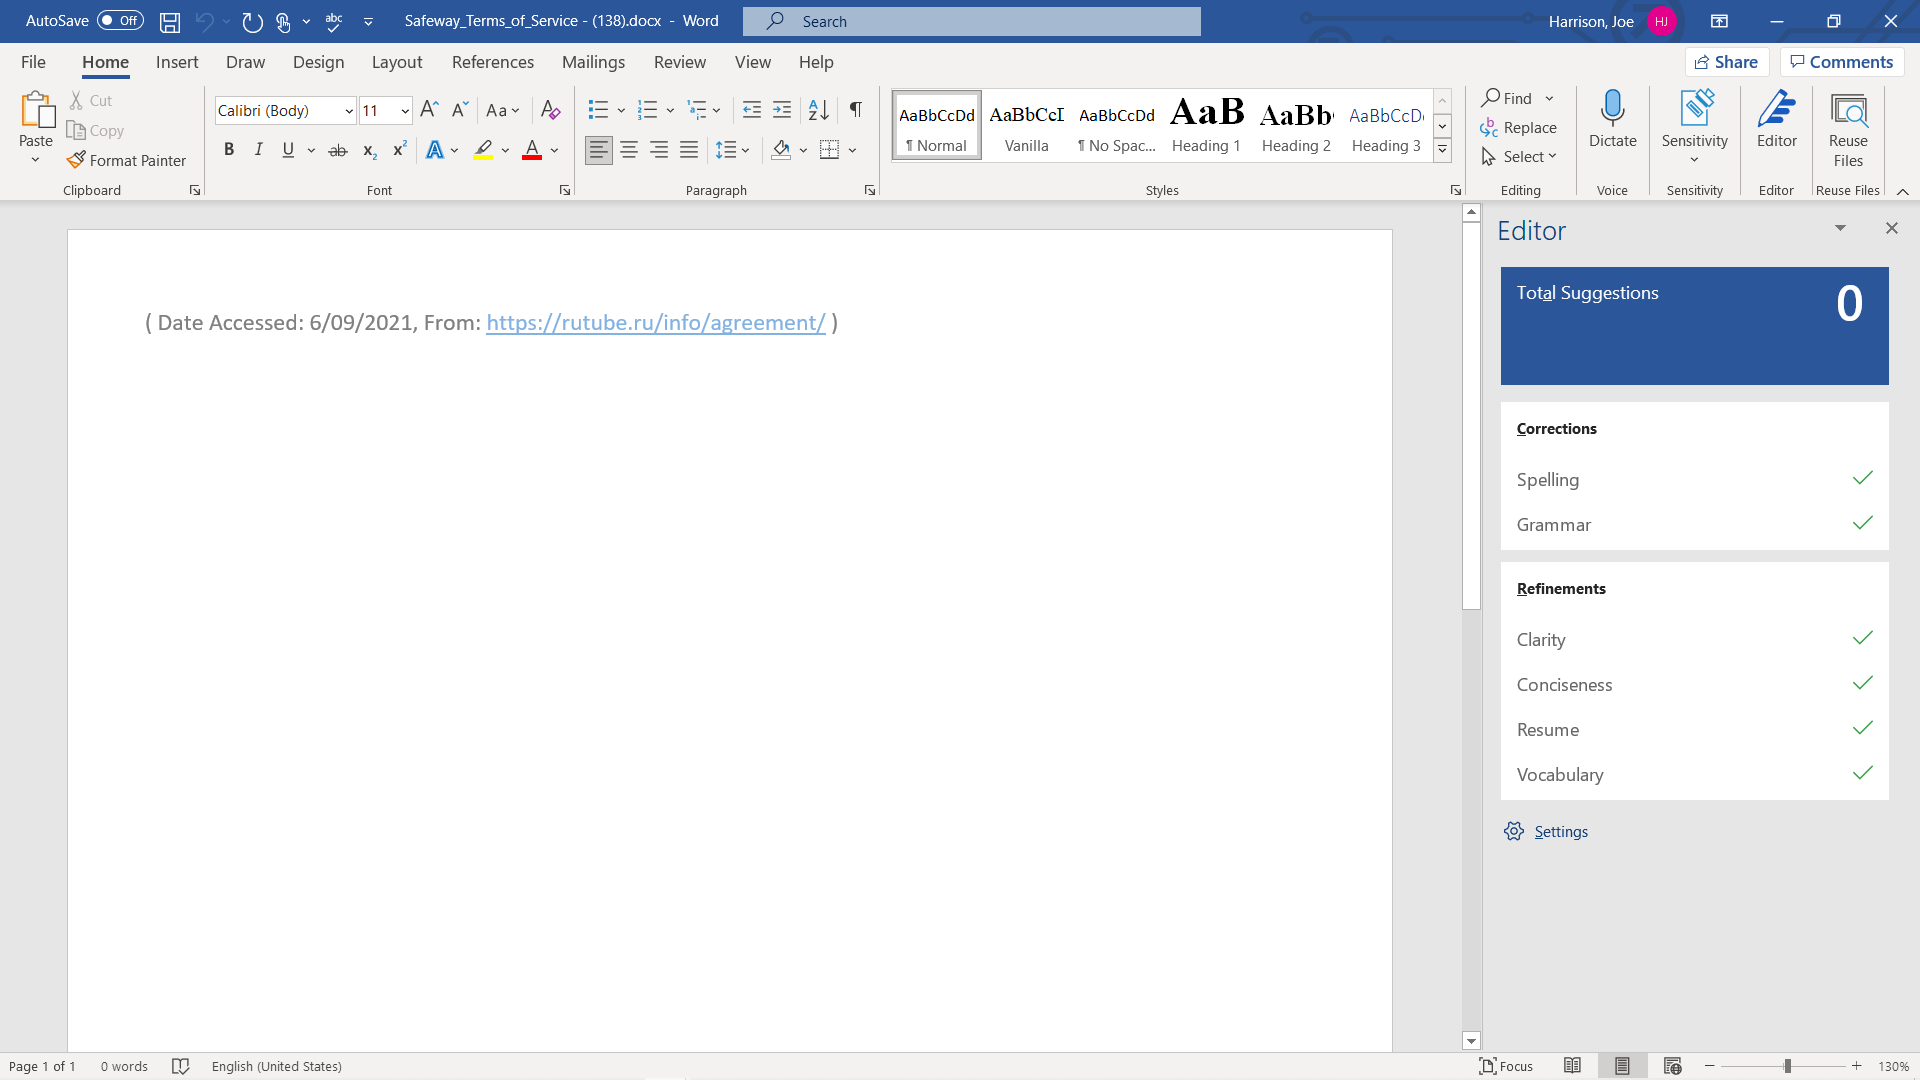 AutoSave Off Safeway_Terms_of_Service - (138).docx - Word Search Harrison, Joe HJ
File Home Insert Draw Design Layout References Mailings Review View Help Share Comments
Paste
Cut
Copy
Format Painter
Clipboard
Calibri (Body) 11
Font
Paragraph
AaBbCcDd
¶ Normal
AaBbCcI
Vanilla
AaBbCcDd
¶ No Spac...
AaB
Heading 1
AaBb
Heading 2
AaBbCcD
Heading 3
Styles
Find
Replace
Select
Editing
Dictate
Voice
Sensitivity
Sensitivity
Editor
Editor
Reuse
Files
Reuse Files
( Date Accessed: 6/09/2021, From: https://rutube.ru/info/agreement/ )
Editor
Total Suggestions 0
Corrections
Spelling
Grammar
Refinements
Clarity
Conciseness
Resume
Vocabulary
Settings
Page 1 of 1 0 words English (United States) Focus 130%